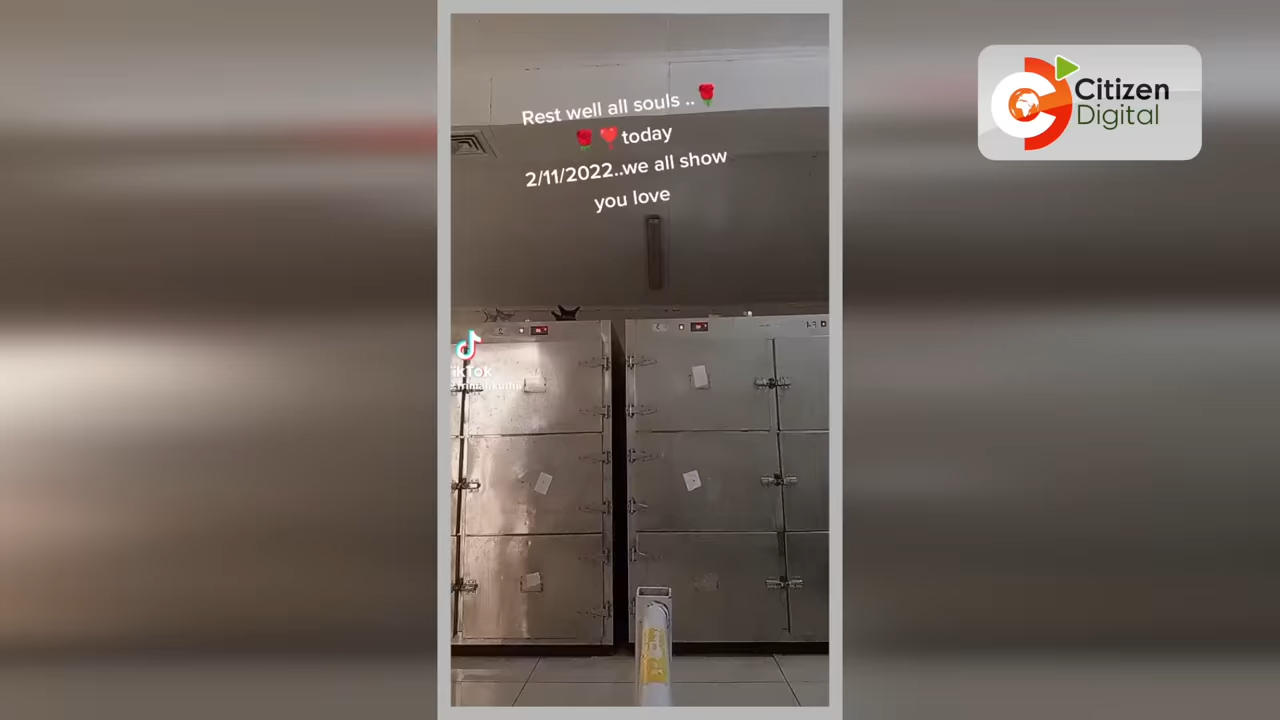 Rest well all souls ..🌹
🌹❣️today
2/11/2022..we all show
you love
Citizen
Digital
TikTok